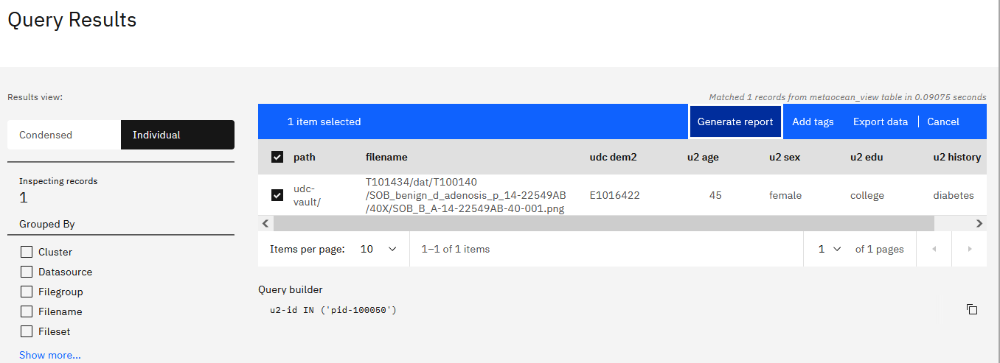 Query Results
Results view:
Matched 1 records from metaocean_view table in 0.09075 seconds
Condensed Individual
1 item selected Generate report Add tags Export data Cancel
path filename udc dem2 u2 age u2 sex u2 edu u2 history
udc-
vault/
T101434/dat/T100140
/SOB_benign_d_adenosis_p_14-22549AB
/40X/SOB_B_A-14-22549AB-40-001.png
E1016422 45 female college diabetes
Inspecting records
1
Grouped By
Cluster
Datasource
Filegroup
Filename
Fileset
Show more...
Items per page: 10 1–1 of 1 items 1 of 1 pages
Query builder
u2-id IN ('pid-100050')